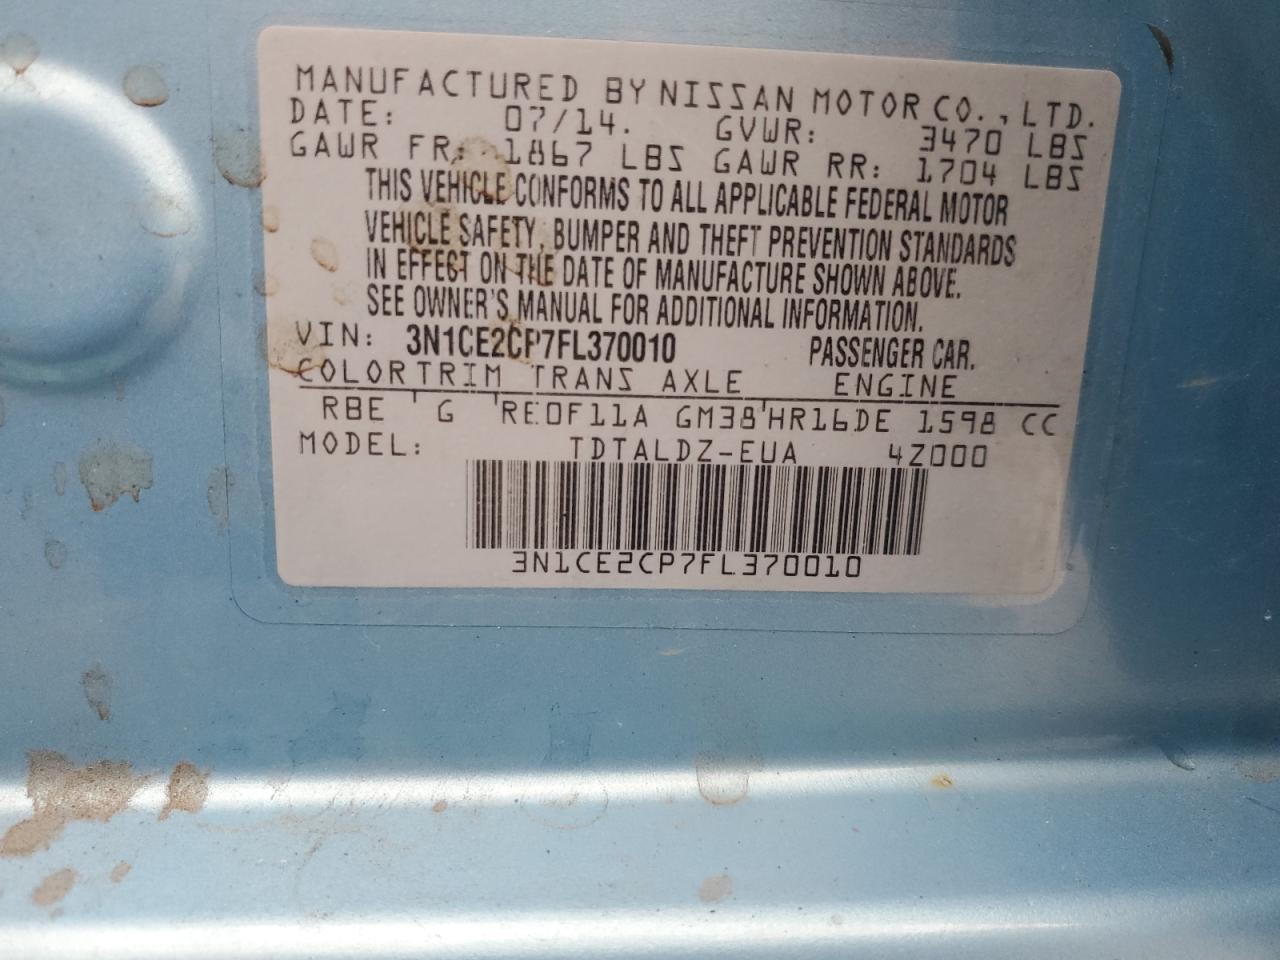 MANUFACTURED BY NISSAN MOTOR CO., LTD.
DATE: 07/14. GVWR: 3470 LBS
GAWR FR: 1867 LBS GAWR RR: 1704 LBS
THIS VEHICLE CONFORMS TO ALL APPLICABLE FEDERAL MOTOR
VEHICLE SAFETY, BUMPER AND THEFT PREVENTION STANDARDS
IN EFFECT ON THE DATE OF MANUFACTURE SHOWN ABOVE.
SEE OWNER'S MANUAL FOR ADDITIONAL INFORMATION.
VIN: 3N1CE2CP7FL370010 PASSENGER CAR.
COLOR TRIM TRANS AXLE ENGINE
RBE G RE0F11A GM38 HR16DE 1598 CC
MODEL: TDTALDZ-EUA 4Z000
3N1CE2CP7FL370010